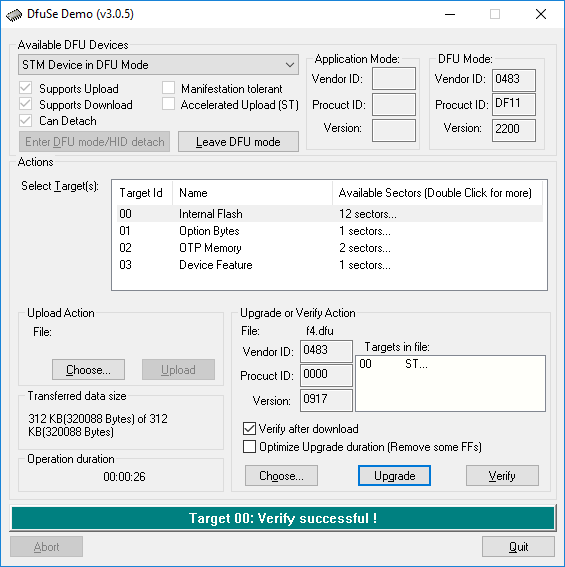 DfuSe Demo (v3.0.5)
Available DFU Devices
STM Device in DFU Mode
Supports Upload
Manifestation tolerant
Supports Download
Accelerated Upload (ST)
Can Detach
Enter DFU mode/HID detach
Leave DFU mode
Application Mode:
Vendor ID:
Procuct ID:
Version:
DFU Mode:
Vendor ID: 0483
Procuct ID: DF11
Version: 2200
Actions
Select Target(s):
Target Id Name Available Sectors (Double Click for more)
00 Internal Flash 12 sectors...
01 Option Bytes 1 sectors...
02 OTP Memory 2 sectors...
03 Device Feature 1 sectors...
Upload Action
File:
Choose...
Upload
Transferred data size
312 KB(320088 Bytes) of 312
KB(320088 Bytes)
Operation duration
00:00:26
Upgrade or Verify Action
File: f4.dfu
Vendor ID: 0483
Procuct ID: 0000
Version: 0917
Targets in file:
00 ST...
Verify after download
Optimize Upgrade duration (Remove some FFs)
Choose...
Upgrade
Verify
Target 00: Verify successful !
Abort
Quit